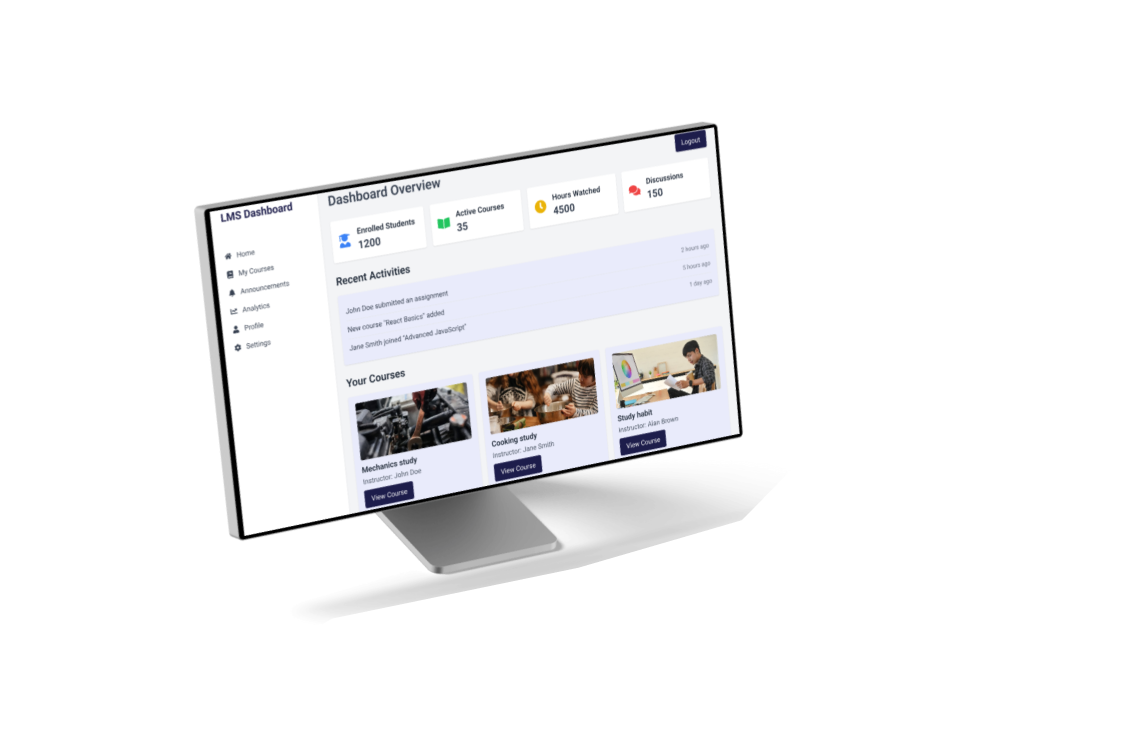 LMS Dashboard
Home
My Courses
Announcements
Analytics
Profile
Settings
Logout
Dashboard Overview
Enrolled Students
1200
Active Courses
35
Hours Watched
4500
Discussions
150
Recent Activities
John Doe submitted an assignment
2 hours ago
New course "React Basics" added
5 hours ago
Jane Smith joined "Advanced JavaScript"
1 day ago
Your Courses
Mechanics study
Instructor: John Doe
View Course
Cooking study
Instructor: Jane Smith
View Course
Study habit
Instructor: Alan Brown
View Course